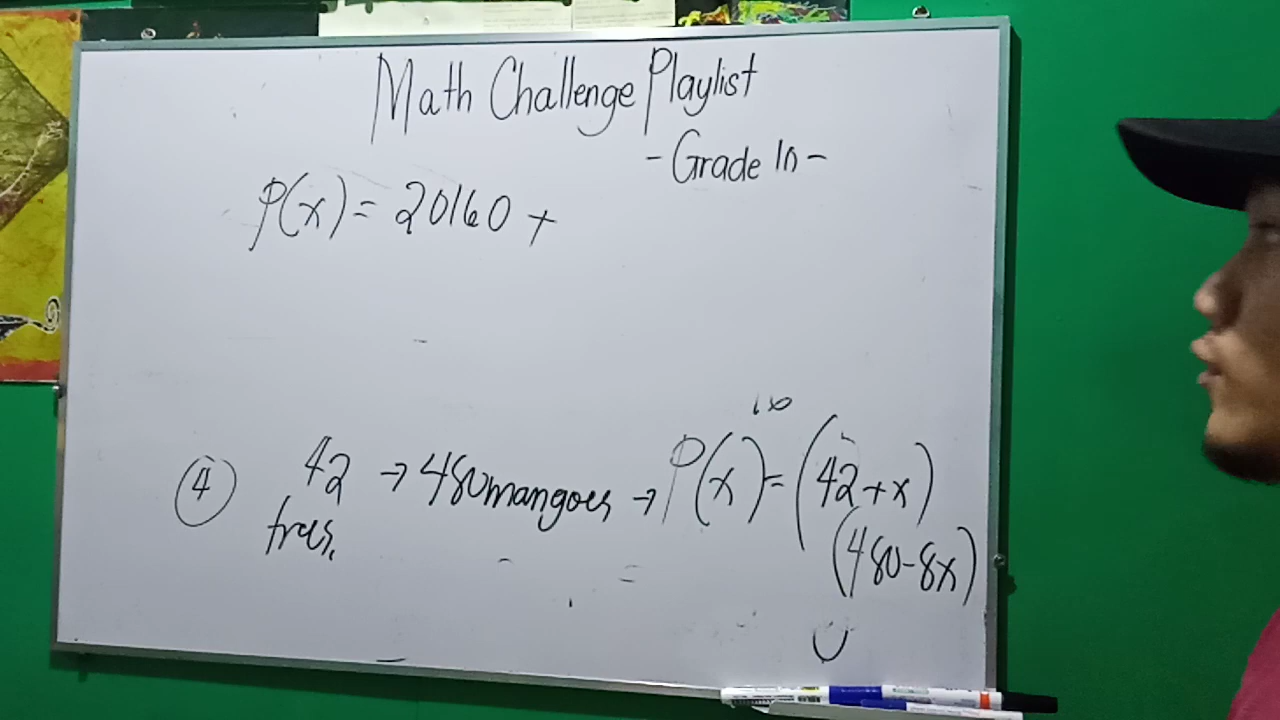 Math Challenge Playlist
-Grade 10-
P(x) = 20160 +
④ 42 → 480 mangoes → P(x) = (42+x)
trees,
(480-8x)